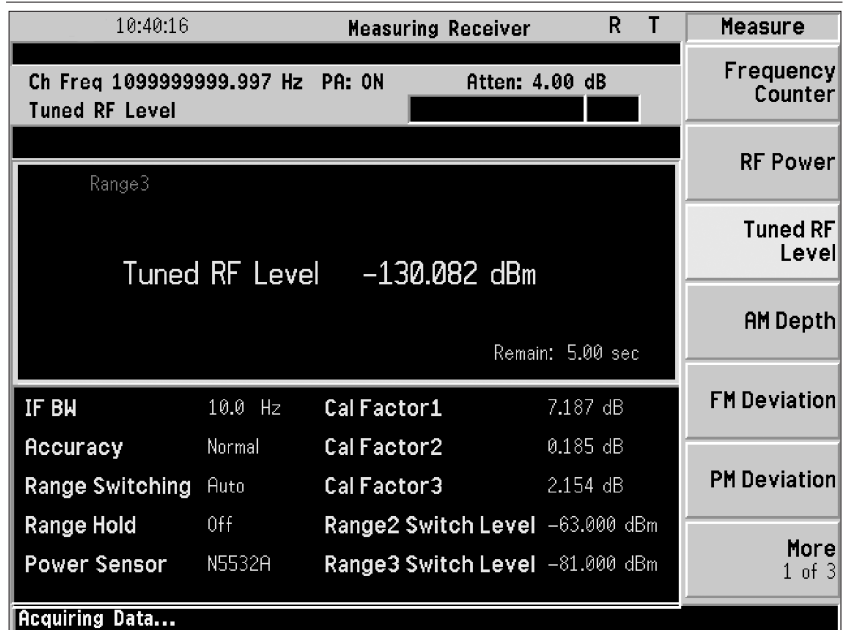 10:40:16 Measuring Receiver R T
Ch Freq 1099999999.997 Hz PA: ON Atten: 4.00 dB
Tuned RF Level
Range3
Tuned RF Level -130.082 dBm
Remain: 5.00 sec
IF BW 10.0 Hz Cal Factor1 7.187 dB
Accuracy Normal Cal Factor2 0.185 dB
Range Switching Auto Cal Factor3 2.154 dB
Range Hold Off Range2 Switch Level -63.000 dBm
Power Sensor N5532A Range3 Switch Level -81.000 dBm
Acquiring Data...
Measure
Frequency
Counter
RF Power
Tuned RF
Level
AM Depth
FM Deviation
PM Deviation
More
1 of 3